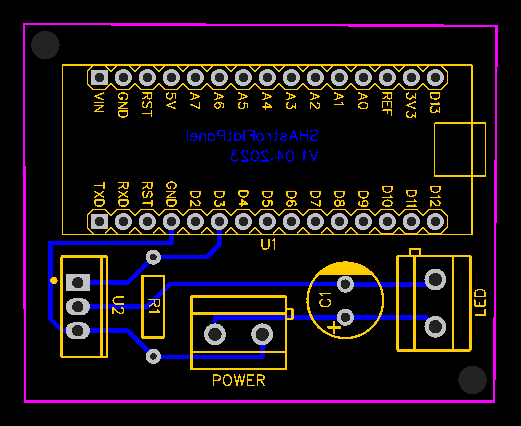 VIN GND RST 5V A7 A6 A5 A4 A3 A2 A1 A0 REF 3V3 D13
SHAstroFlatPanel
V1 04-2023
TXD RXD RST GND D2 D3 D4 D5 D6 D7 D8 D9 D10 D11 D12
U1
U2
R1
C1
+
LED
POWER